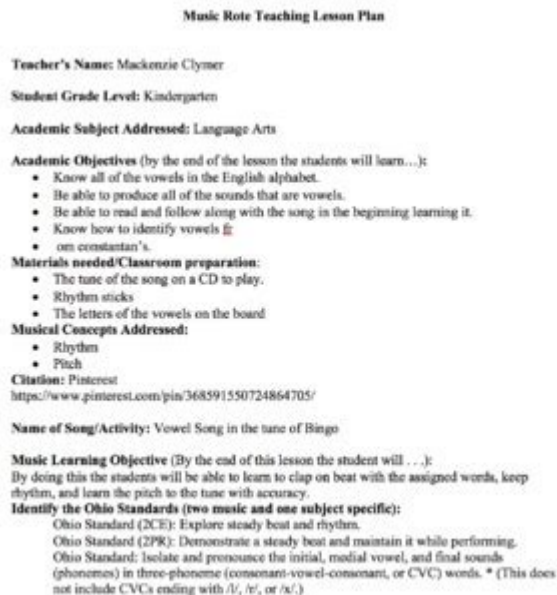 Music Rote Teaching Lesson Plan
Teacher's Name: Mackenzie Clymer
Student Grade Level: Kindergarten
Academic Subject Addressed: Language Arts
Academic Objectives (by the end of the lesson the students will learn…):
• Know all of the vowels in the English alphabet.
• Be able to produce all of the sounds that are vowels.
• Be able to read and follow along with the song in the beginning learning it.
• Know how to identify vowels fr
• om constantan's.
Materials needed/Classroom preparation:
• The tune of the song on a CD to play.
• Rhythm sticks
• The letters of the vowels on the board
Musical Concepts Addressed:
• Rhythm
• Pitch
Citation: Pinterest
https://www.pinterest.com/pin/368591550724864705/
Name of Song/Activity: Vowel Song in the tune of Bingo
Music Learning Objective (By the end of this lesson the student will . . .):
By doing this the students will be able to learn to clap on beat with the assigned words, keep
rhythm, and learn the pitch to the tune with accuracy.
Identify the Ohio Standards (two music and one subject specific):
Ohio Standard (2CE): Explore steady beat and rhythm.
Ohio Standard (2PR): Demonstrate a steady beat and maintain it while performing.
Ohio Standard: Isolate and pronounce the initial, medial vowel, and final sounds
(phonemes) in three-phoneme (consonant-vowel-consonant, or CVC) words. * (This does
not include CVCs ending with /l/, /r/, or /x/.)